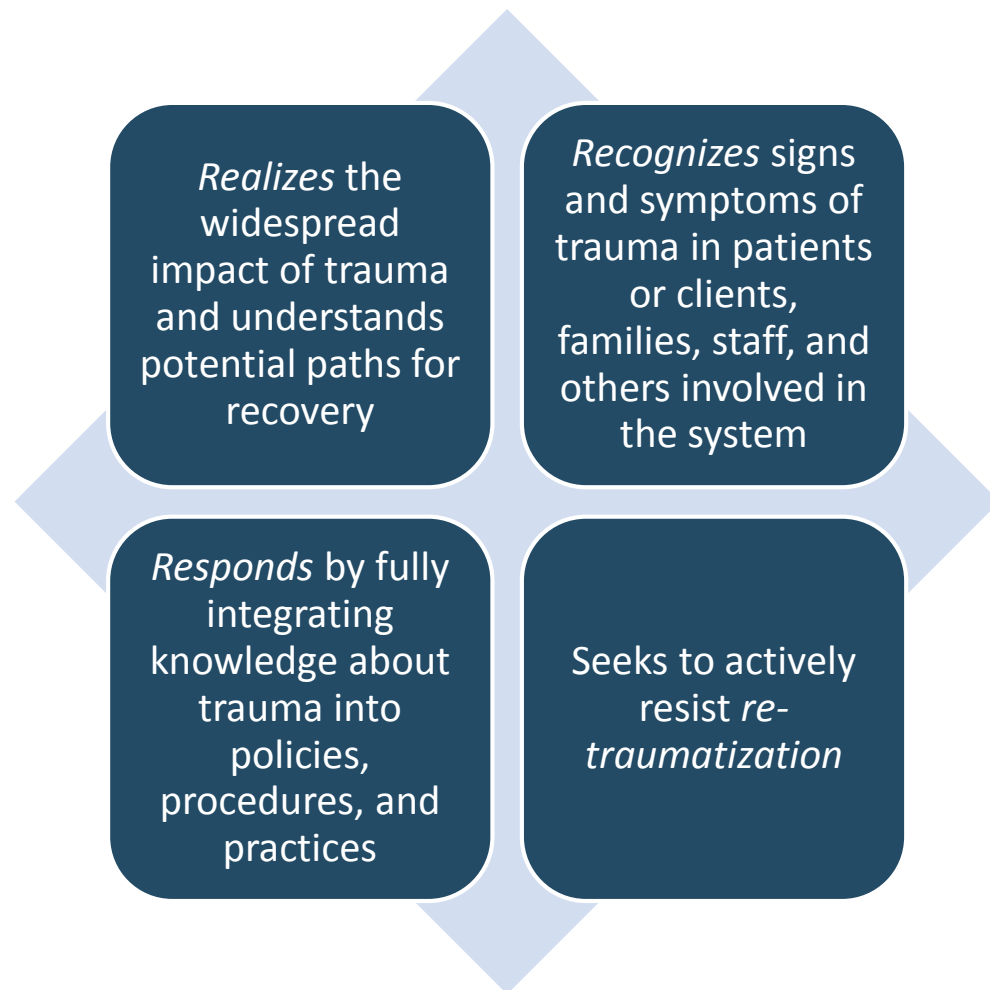 Realizes the
widespread
impact of trauma
and understands
potential paths for
recovery
Recognizes signs
and symptoms of
trauma in patients
or clients,
families, staff, and
others involved in
the system
Responds by fully
integrating
knowledge about
trauma into
policies,
procedures, and
practices
Seeks to actively
resist re-
traumatization